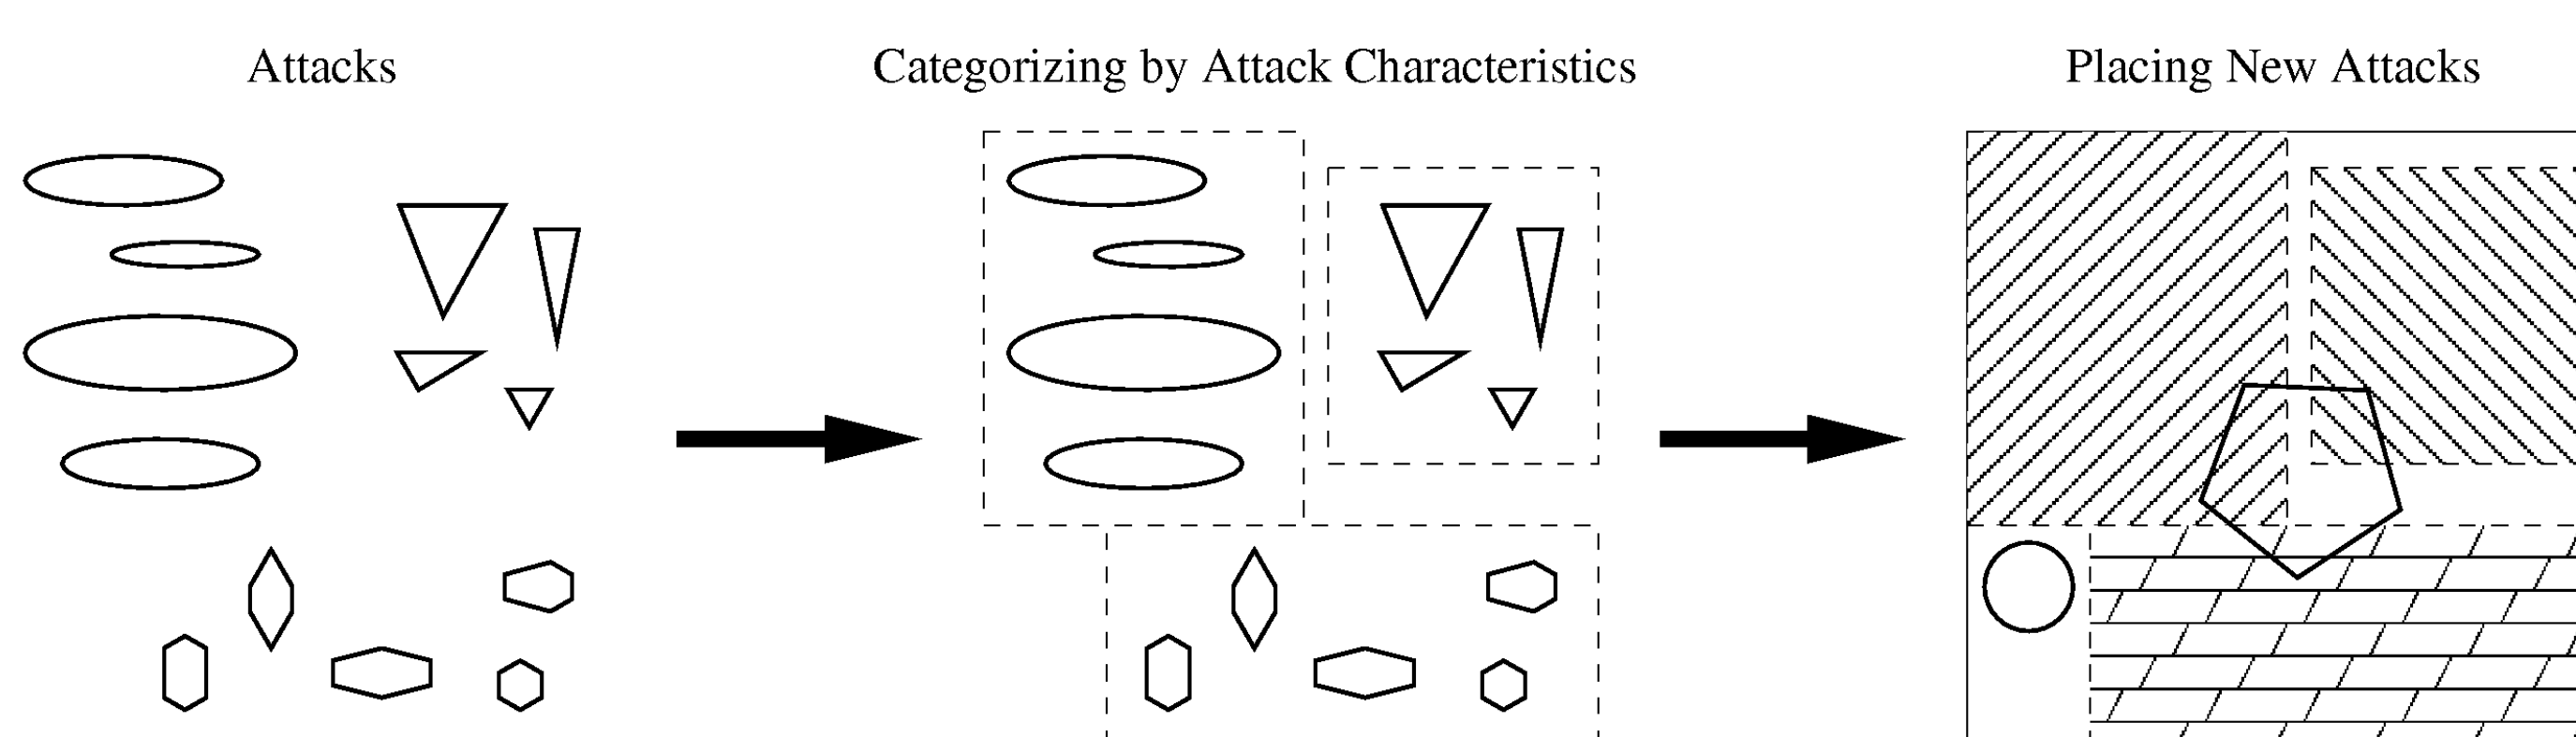 Attacks
Categorizing by Attack Characteristics
Placing New Attacks